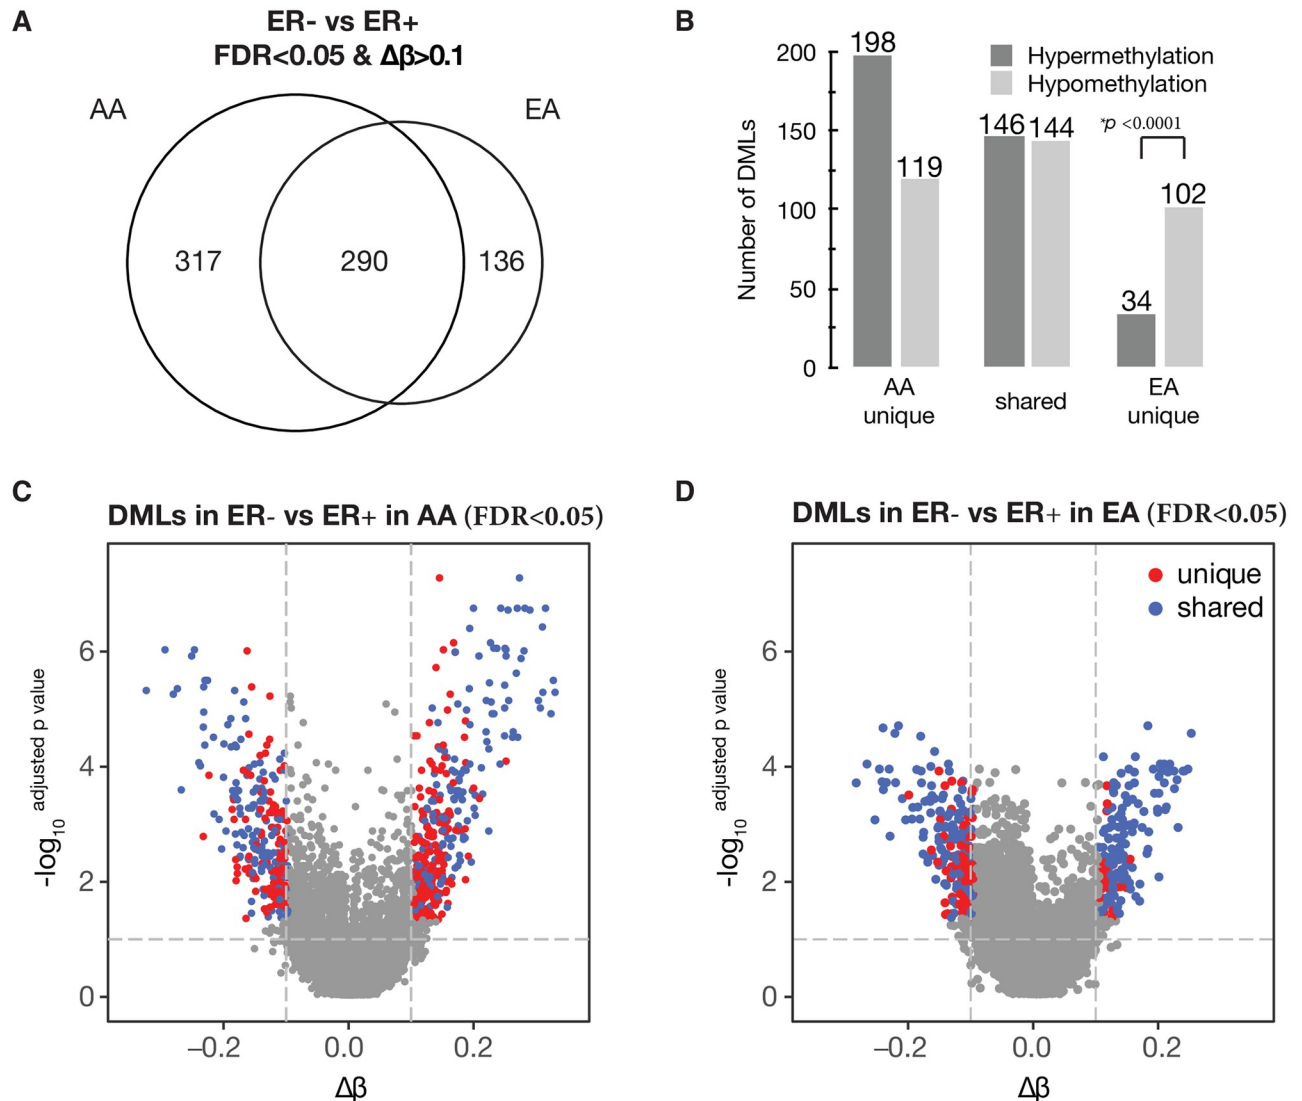 A
ER- vs ER+
FDR<0.05 & Δβ>0.1
AA
EA
317
290
136
B
Hypermethylation
Hypomethylation
Number of DMLs
200
150
100
50
0
198
119
146
144
*p <0.0001
34
102
AA
unique
shared
EA
unique
C
DMLs in ER- vs ER+ in AA (FDR<0.05)
-log10 adjusted p value
6
4
2
0
−0.2
0.0
0.2
Δβ
D
DMLs in ER- vs ER+ in EA (FDR<0.05)
unique
shared
-log10 adjusted p value
6
4
2
0
−0.2
0.0
0.2
Δβ